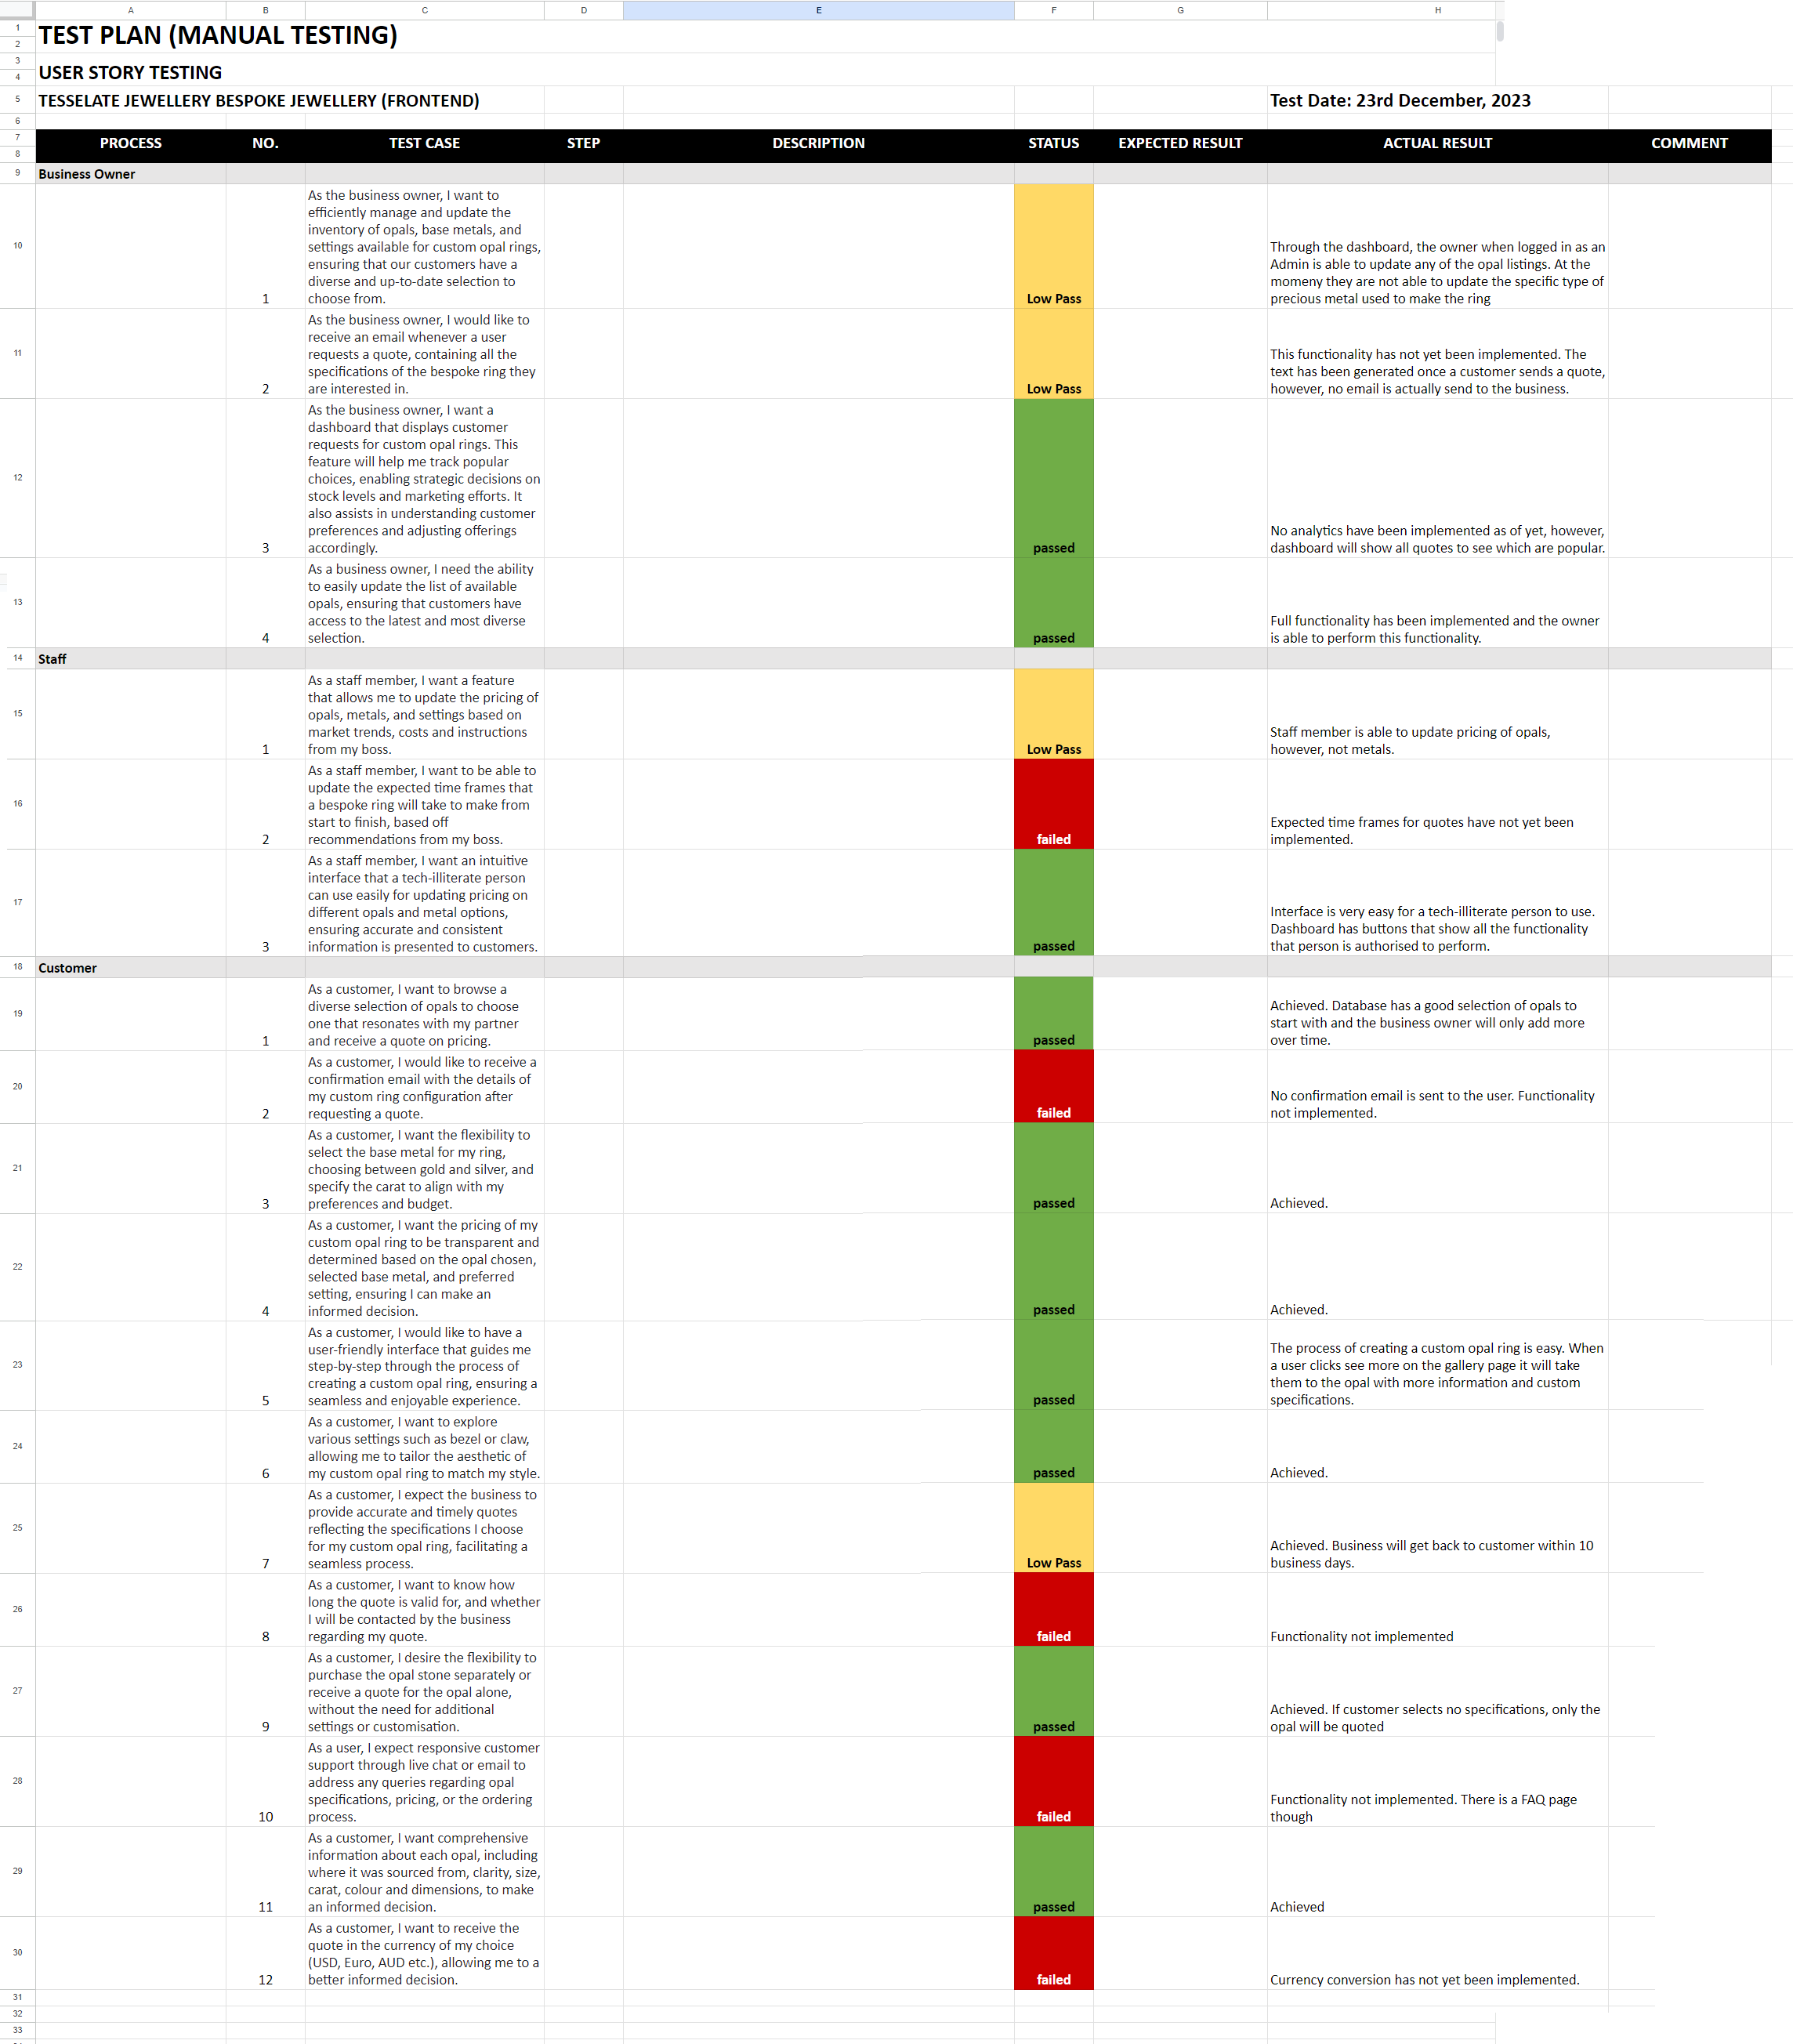 A B C D E F G H
1
TEST PLAN (MANUAL TESTING)
2
3
USER STORY TESTING
4
5 TESSELATE JEWELLERY BESPOKE JEWELLERY (FRONTEND) Test Date: 23rd December, 2023
6
7
PROCESS NO. TEST CASE STEP DESCRIPTION STATUS EXPECTED RESULT ACTUAL RESULT COMMENT
8
9 Business Owner
10
1
As the business owner, I want to
efficiently manage and update the
inventory of opals, base metals, and
settings available for custom opal rings,
ensuring that our customers have a
diverse and up-to-date selection to
choose from.
Low Pass
Through the dashboard, the owner when logged in as an
Admin is able to update any of the opal listings. At the
momeny they are not able to update the specific type of
precious metal used to make the ring
11
2
As the business owner, I would like to
receive an email whenever a user
requests a quote, containing all the
specifications of the bespoke ring they
are interested in.
Low Pass
This functionality has not yet been implemented. The
text has been generated once a customer sends a quote,
however, no email is actually send to the business.
12
3
As the business owner, I want a
dashboard that displays customer
requests for custom opal rings. This
feature will help me track popular
choices, enabling strategic decisions on
stock levels and marketing efforts. It
also assists in understanding customer
preferences and adjusting offerings
accordingly.
passed
No analytics have been implemented as of yet, however,
dashboard will show all quotes to see which are popular.
13
4
As a business owner, I need the ability
to easily update the list of available
opals, ensuring that customers have
access to the latest and most diverse
selection.
passed
Full functionality has been implemented and the owner
is able to perform this functionality.
14 Staff
15
1
As a staff member, I want a feature
that allows me to update the pricing of
opals, metals, and settings based on
market trends, costs and instructions
from my boss.
Low Pass
Staff member is able to update pricing of opals,
however, not metals.
16
2
As a staff member, I want to be able to
update the expected time frames that
a bespoke ring will take to make from
start to finish, based off
recommendations from my boss.
failed
Expected time frames for quotes have not yet been
implemented.
17
3
As a staff member, I want an intuitive
interface that a tech-illiterate person
can use easily for updating pricing on
different opals and metal options,
ensuring accurate and consistent
information is presented to customers.
passed
Interface is very easy for a tech-illiterate person to use.
Dashboard has buttons that show all the functionality
that person is authorised to perform.
18 Customer
19
1
As a customer, I want to browse a
diverse selection of opals to choose
one that resonates with my partner
and receive a quote on pricing.
passed
Achieved. Database has a good selection of opals to
start with and the business owner will only add more
over time.
20
2
As a customer, I would like to receive a
confirmation email with the details of
my custom ring configuration after
requesting a quote.
failed
No confirmation email is sent to the user. Functionality
not implemented.
21
3
As a customer, I want the flexibility to
select the base metal for my ring,
choosing between gold and silver, and
specify the carat to align with my
preferences and budget.
passed
Achieved.
22
4
As a customer, I want the pricing of my
custom opal ring to be transparent and
determined based on the opal chosen,
selected base metal, and preferred
setting, ensuring I can make an
informed decision.
passed
Achieved.
23
5
As a customer, I would like to have a
user-friendly interface that guides me
step-by-step through the process of
creating a custom opal ring, ensuring a
seamless and enjoyable experience.
passed
The process of creating a custom opal ring is easy. When
a user clicks see more on the gallery page it will take
them to the opal with more information and custom
specifications.
24
6
As a customer, I want to explore
various settings such as bezel or claw,
allowing me to tailor the aesthetic of
my custom opal ring to match my style.
passed
Achieved.
25
7
As a customer, I expect the business to
provide accurate and timely quotes
reflecting the specifications I choose
for my custom opal ring, facilitating a
seamless process.
Low Pass
Achieved. Business will get back to customer within 10
business days.
26
8
As a customer, I want to know how
long the quote is valid for, and whether
I will be contacted by the business
regarding my quote.
failed
Functionality not implemented
27
9
As a customer, I desire the flexibility to
purchase the opal stone separately or
receive a quote for the opal alone,
without the need for additional
settings or customisation.
passed
Achieved. If customer selects no specifications, only the
opal will be quoted
28
10
As a user, I expect responsive customer
support through live chat or email to
address any queries regarding opal
specifications, pricing, or the ordering
process.
failed
Functionality not implemented. There is a FAQ page
though
29
11
As a customer, I want comprehensive
information about each opal, including
where it was sourced from, clarity, size,
carat, colour and dimensions, to make
an informed decision.
passed
Achieved
30
12
As a customer, I want to receive the
quote in the currency of my choice
(USD, Euro, AUD etc.), allowing me to a
better informed decision.
failed
Currency conversion has not yet been implemented.
31
32
33